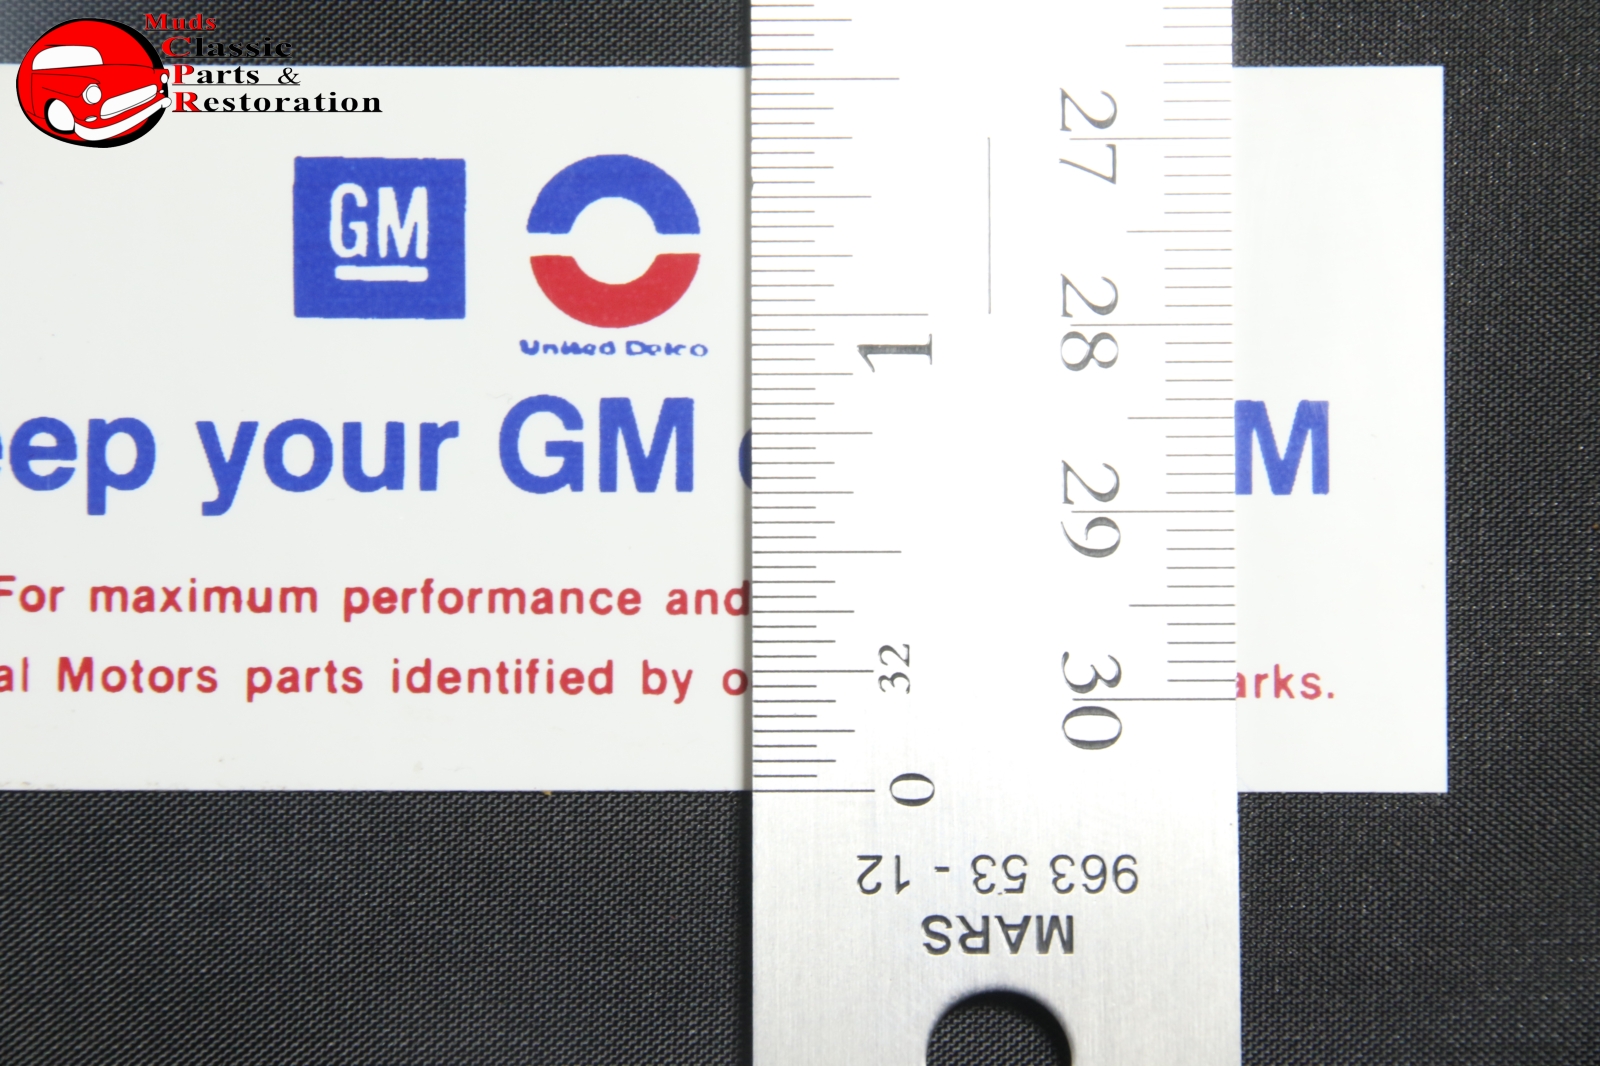 Muds
Classic
Parts &
Restoration
GM
United Delco
eep your GM
M
For maximum performance and
al Motors parts identified by o
arks.
27
28
29
30
1
32
0
963 53 - 12
MARS